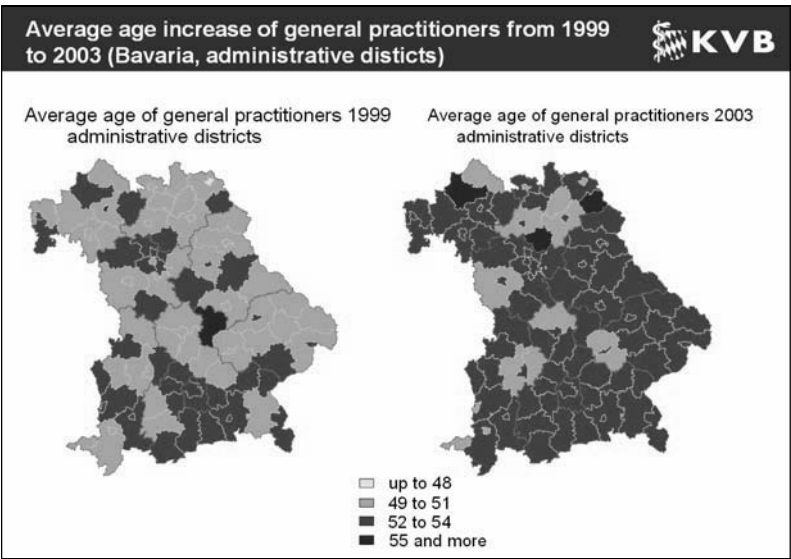 Average age increase of general practitioners from 1999
to 2003 (Bavaria, administrative disticts)
KVB
Average age of general practitioners 1999
administrative districts
Average age of general practitioners 2003
administrative districts
up to 48
49 to 51
52 to 54
55 and more